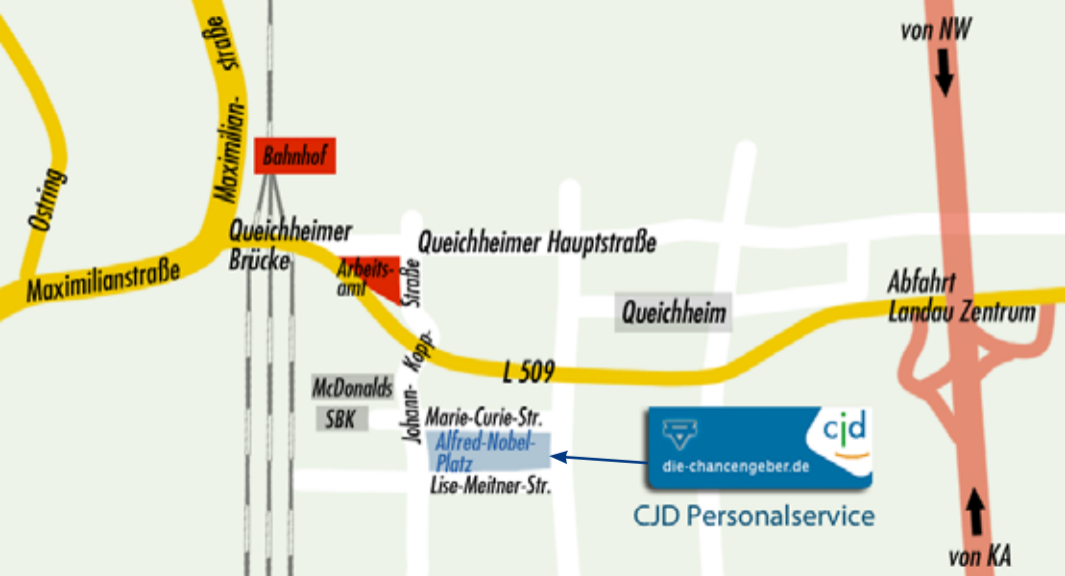 von NW
Maximilian-
straße
Bahnhof
Ostring
Queichheimer
Brücke
Queichheimer Hauptstraße
Maximilianstraße
Arbeits-
amt
Johann-
Kopp-
Straße
Abfahrt
Landau Zentrum
Queichheim
L 509
McDonalds
SBK
Marie-Curie-Str.
Alfred-Nobel-
Platz
Lise-Meitner-Str.
cjd
die-chancengeber.de
CJD Personalservice
von KA